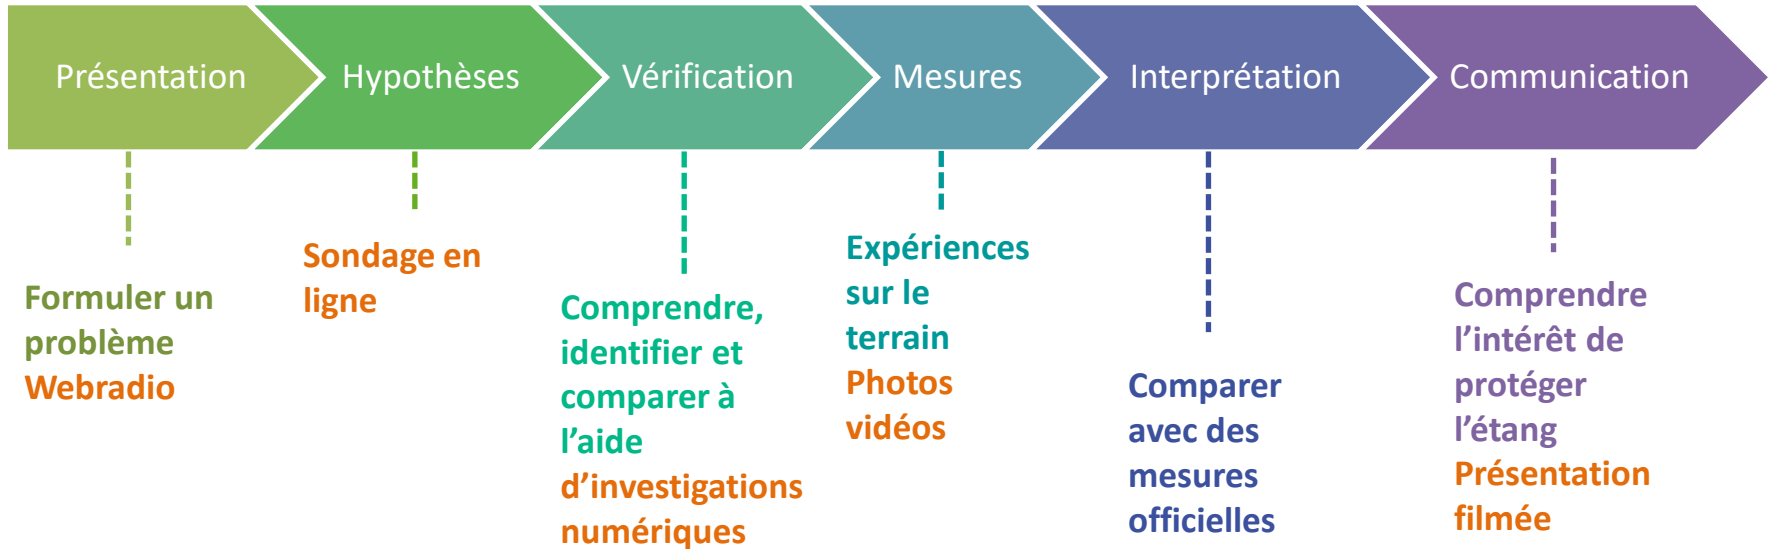 Présentation
Hypothèses
Vérification
Mesures
Interprétation
Communication
Formuler un
problème
Webradio
Sondage en
ligne
Comprendre,
identifier et
comparer à
l’aide
d’investigations
numériques
Expériences
sur le
terrain
Photos
vidéos
Comparer
avec des
mesures
officielles
Comprendre
l’intérêt de
protéger
l’étang
Présentation
filmée